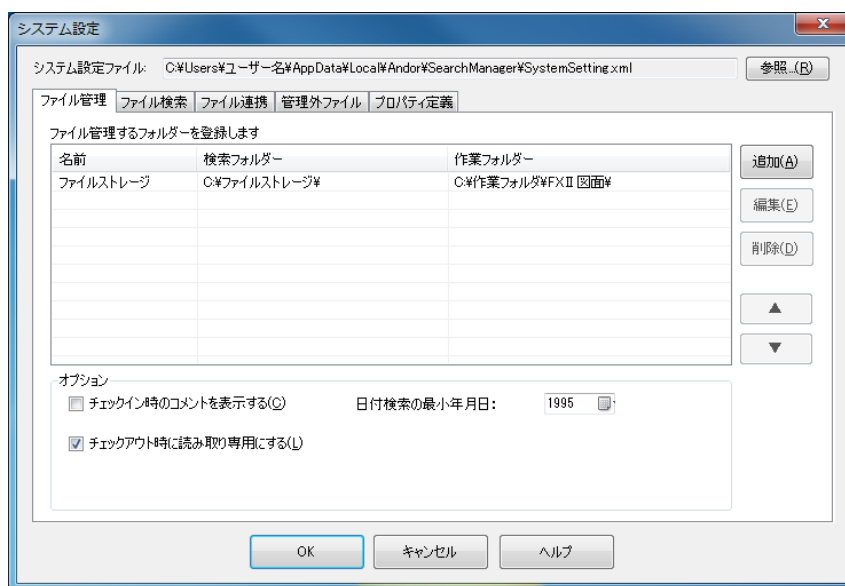 システム設定
システム設定ファイル: C:¥Users¥ユーザー名¥AppData¥Local¥Andor¥SearchManager¥SystemSetting.xml 参照...(R)
ファイル管理 ファイル検索 ファイル連携 管理外ファイル プロパティ定義
ファイル管理するフォルダーを登録します
名前 検索フォルダー 作業フォルダー 追加(A)
ファイルストレージ C:¥ファイルストレージ¥ C:¥作業フォルダ¥FXⅡ図面¥
編集(E)
削除(D)
▲
▼
オプション
チェックイン時のコメントを表示する(C) 日付検索の最小年月日: 1995
チェックアウト時に読み取り専用にする(L)
OK キャンセル ヘルプ